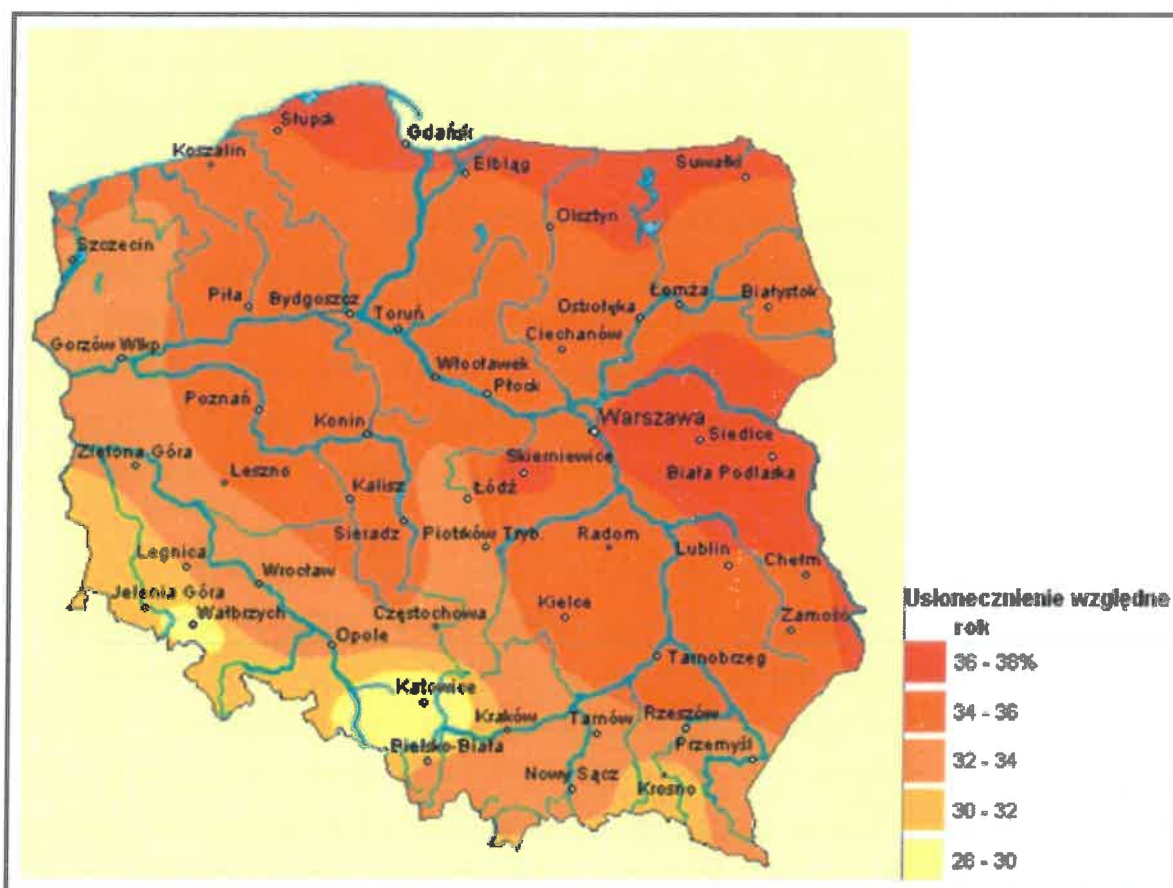 Słupsk
Gdańsk
Koszalin
Elbląg
Suwałki
Olsztyn
Szczecin
Piła
Bydgoszcz
Toruń
Ostrołęka
Łomża
Białystok
Ciechanów
Gorzów Wlkp.
Włocławek
Płock
Poznań
Konin
Warszawa
Siedlce
Zielona Góra
Leszno
Kalisz
Łódź
Skierniewice
Biała Podlaska
Sieradz
Piotrków Tryb.
Radom
Lublin
Chełm
Legnica
Wrocław
Jelenia Góra
Wałbrzych
Częstochowa
Kielce
Zamość
Opole
Tarnobrzeg
Katowice
Kraków
Tarnów
Rzeszów
Bielsko-Biała
Przemyśl
Nowy Sącz
Krosno
Usłonecznienie względne
rok
36 - 38%
34 - 36
32 - 34
30 - 32
28 - 30